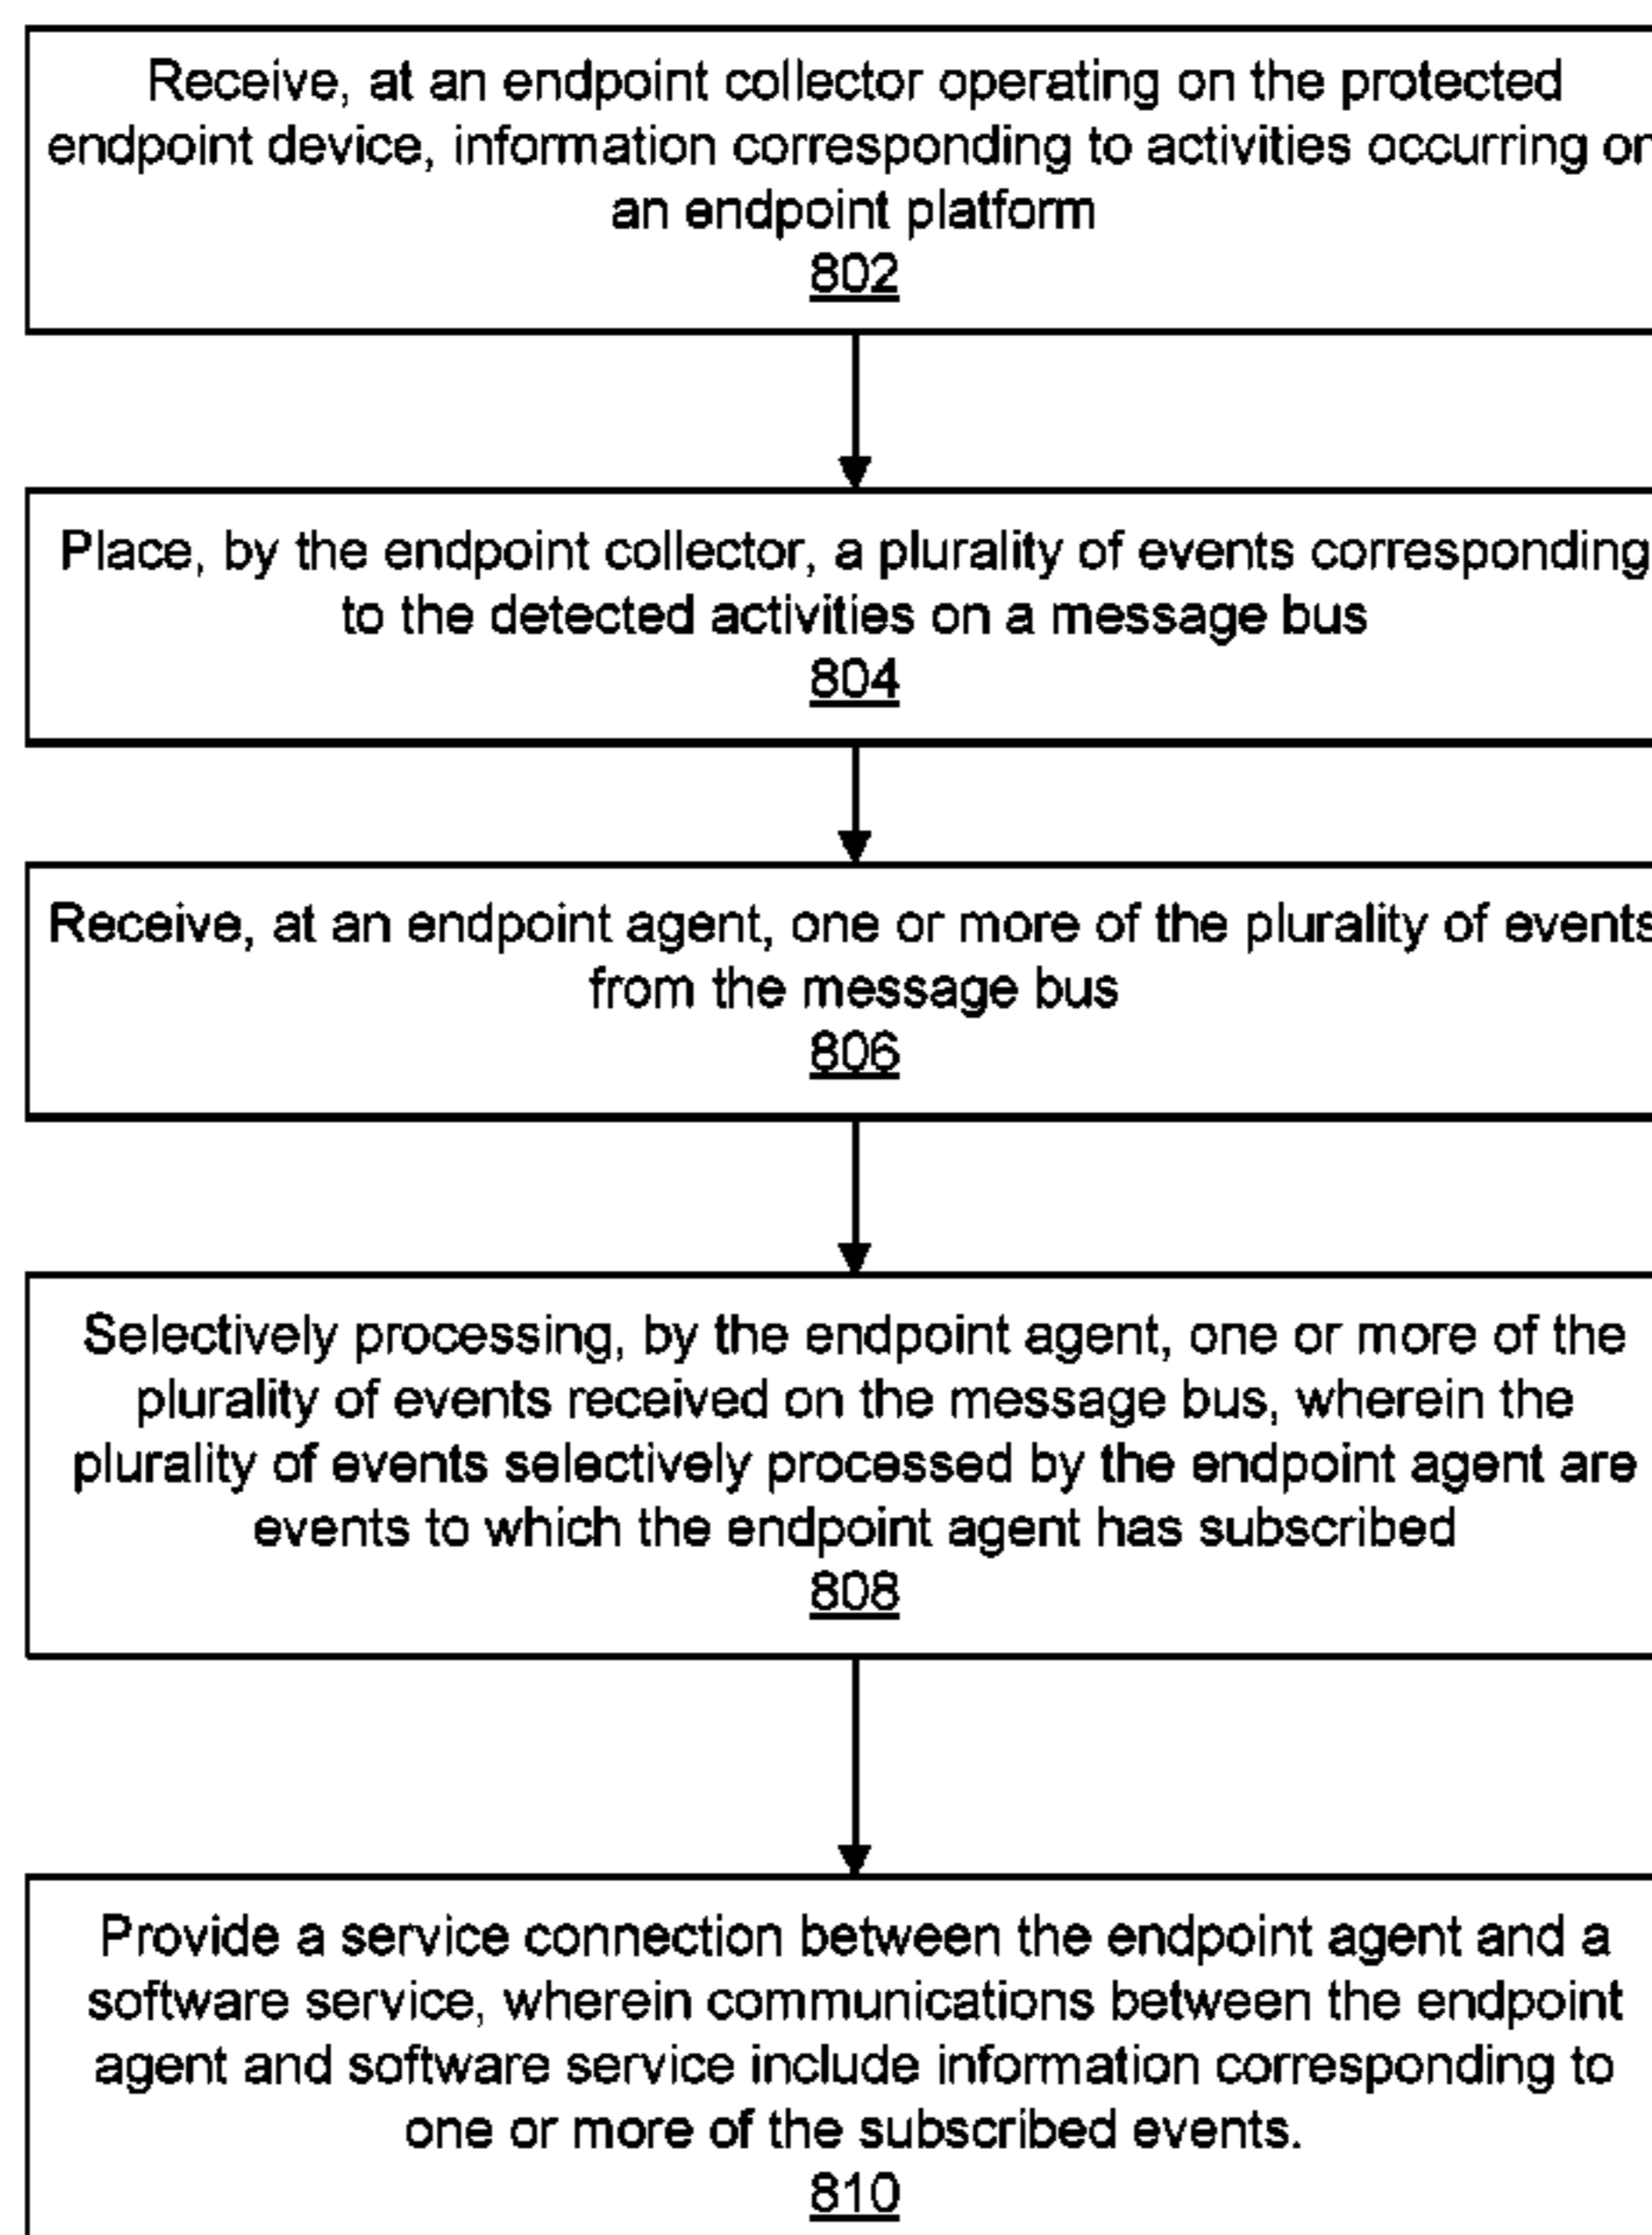 Receive, at an endpoint collector operating on the protected
endpoint device, information corresponding to activities occurring on
an endpoint platform
802
Place, by the endpoint collector, a plurality of events corresponding
to the detected activities on a message bus
804
Receive, at an endpoint agent, one or more of the plurality of events
from the message bus
806
Selectively processing, by the endpoint agent, one or more of the
plurality of events received on the message bus, wherein the
plurality of events selectively processed by the endpoint agent are
events to which the endpoint agent has subscribed
808
Provide a service connection between the endpoint agent and a
software service, wherein communications between the endpoint
agent and software service include information corresponding to
one or more of the subscribed events.
810